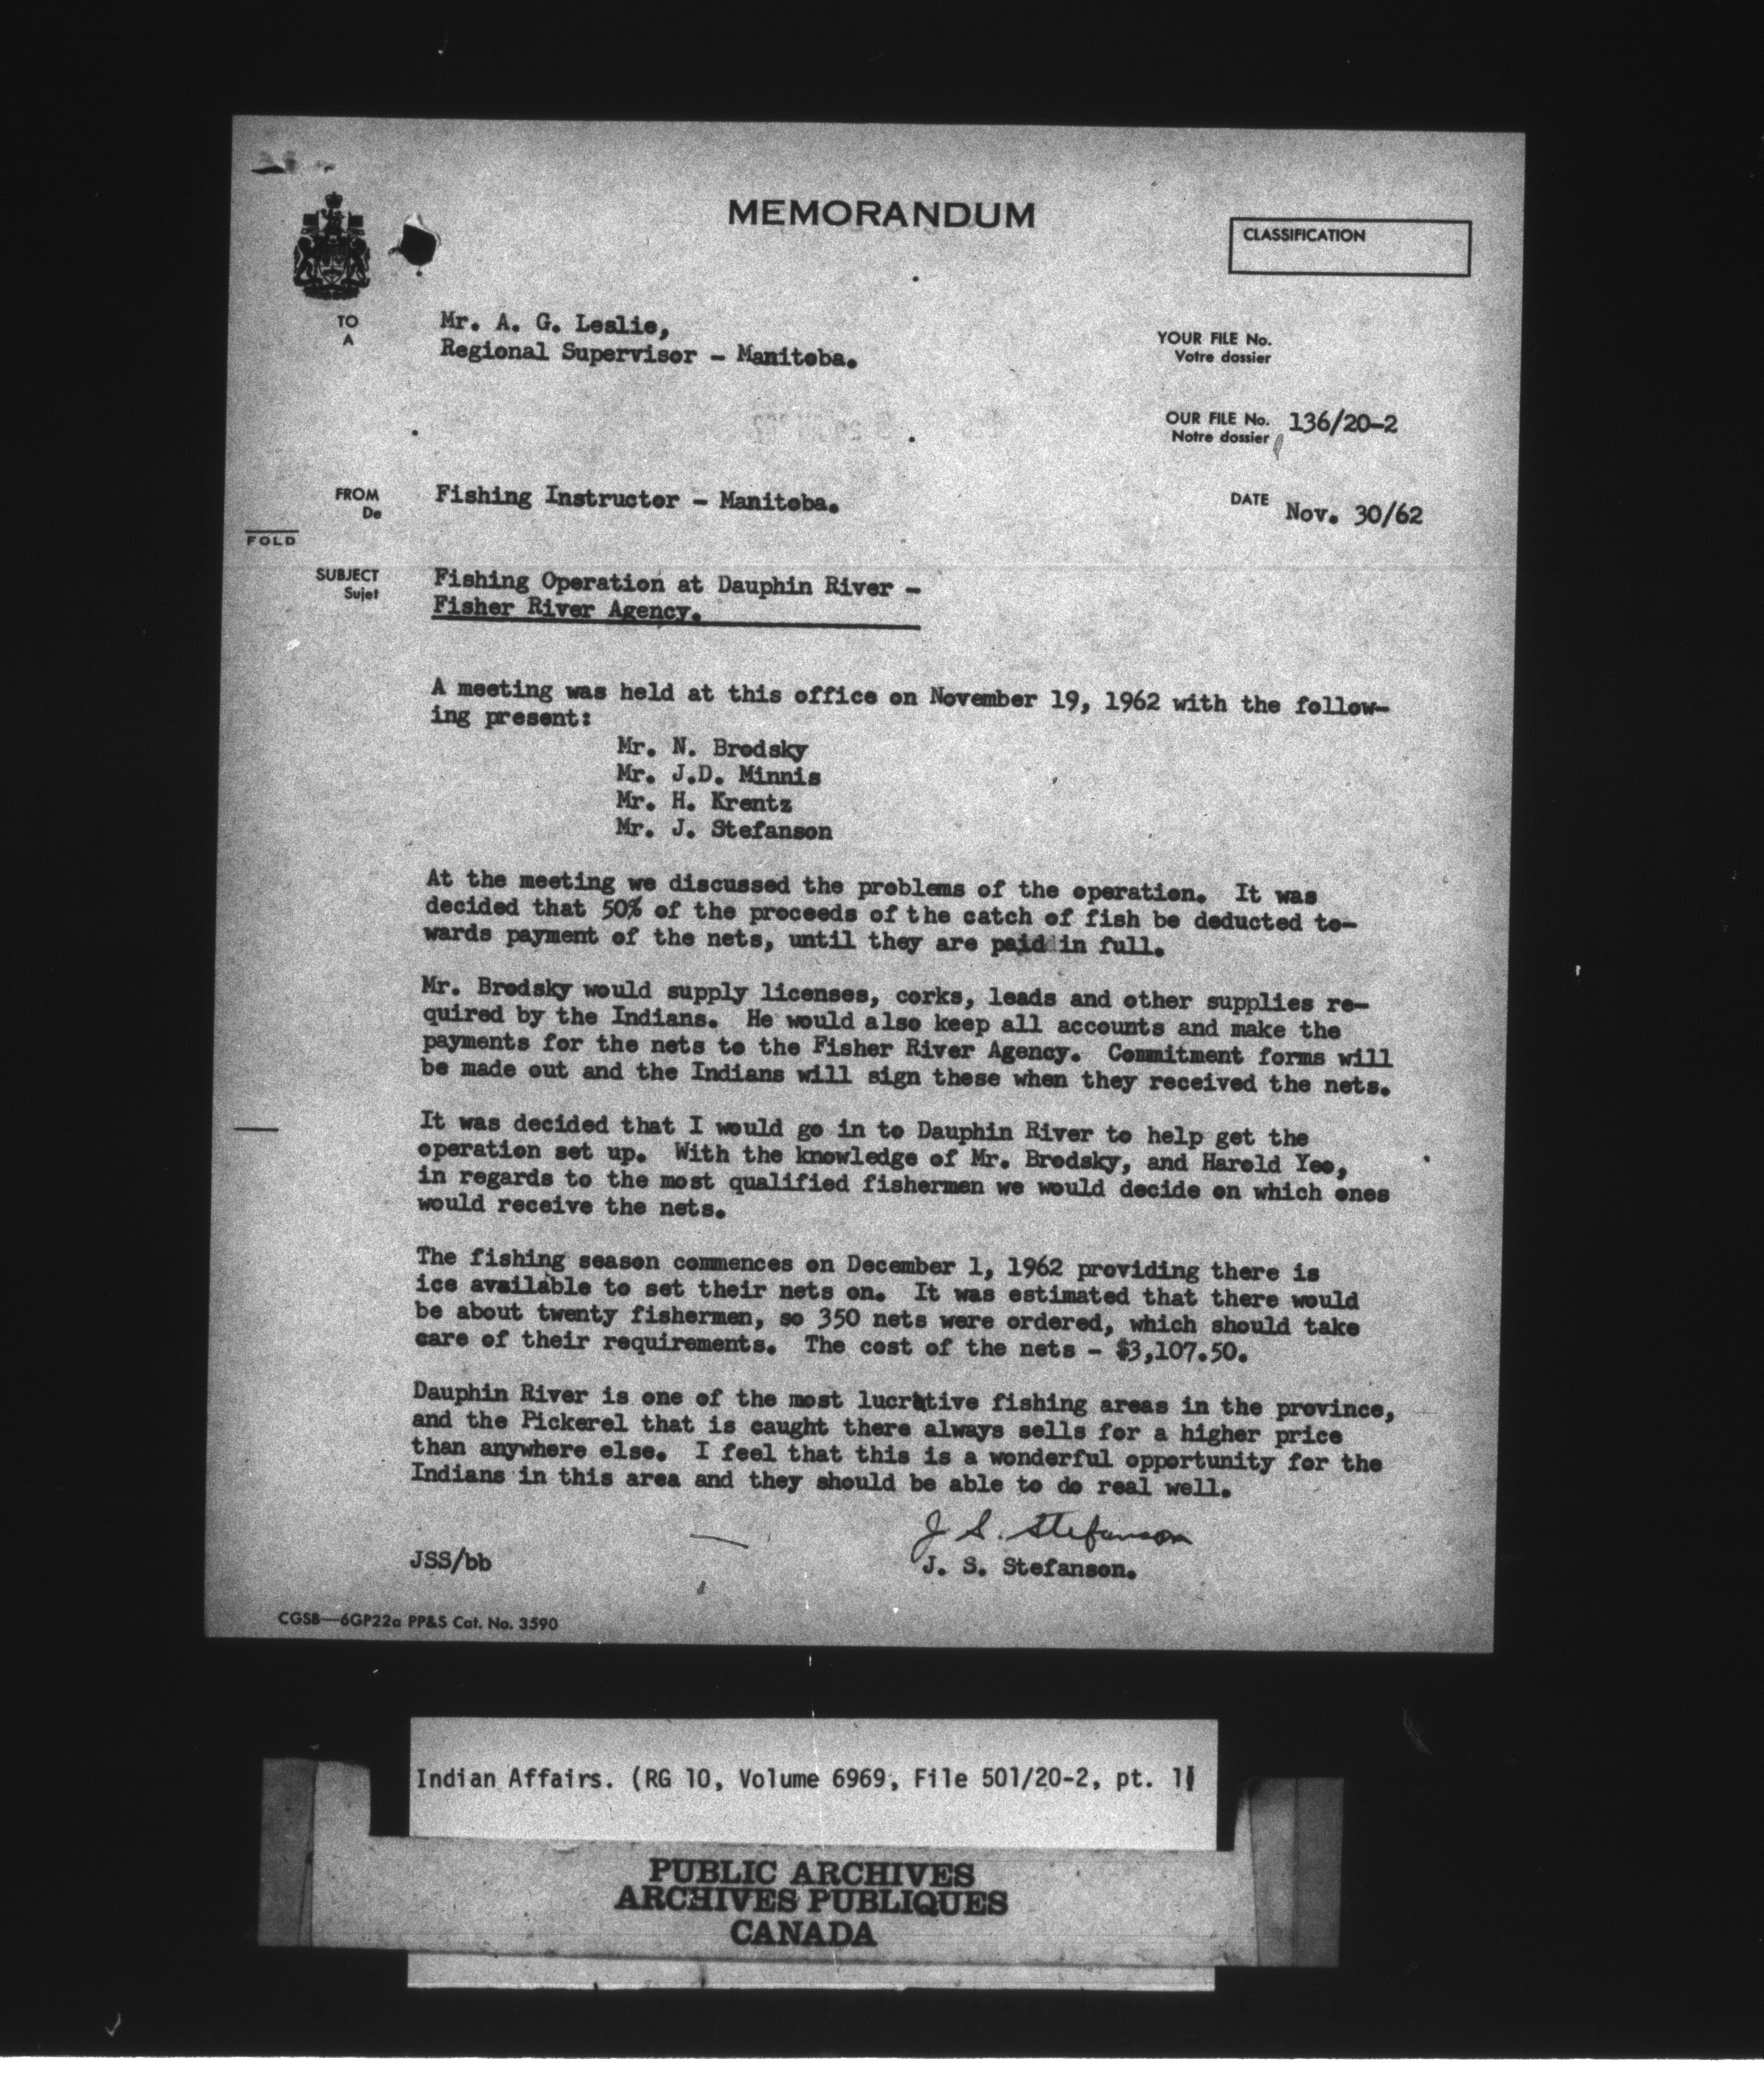 MEMORANDUM
CLASSIFICATION
TO
A
Mr. A. G. Leslie,
Regional Supervisor - Manitoba.
YOUR FILE No.
Votre dossier
OUR FILE No. 136/20-2
Notre dossier
FROM
De
Fishing Instructor - Manitoba.
DATE Nov. 30/62
FOLD
SUBJECT
Sujet
Fishing Operation at Dauphin River -
Fisher River Agency.
A meeting was held at this office on November 19, 1962 with the follow-
ing present:
Mr. N. Brodsky
Mr. J.D. Minnis
Mr. H. Krentz
Mr. J. Stefanson
At the meeting we discussed the problems of the operation. It was
decided that 50% of the proceeds of the catch of fish be deducted to-
wards payment of the nets, until they are paid in full.
Mr. Brodsky would supply licenses, corks, leads and other supplies re-
quired by the Indians. He would also keep all accounts and make the
payments for the nets to the Fisher River Agency. Commitment forms will
be made out and the Indians will sign these when they received the nets.
It was decided that I would go in to Dauphin River to help get the
operation set up. With the knowledge of Mr. Brodsky, and Harold Yeo,
in regards to the most qualified fishermen we would decide on which ones
would receive the nets.
The fishing season commences on December 1, 1962 providing there is
ice available to set their nets on. It was estimated that there would
be about twenty fishermen, so 350 nets were ordered, which should take
care of their requirements. The cost of the nets - $3,107.50.
Dauphin River is one of the most lucrative fishing areas in the province,
and the Pickerel that is caught there always sells for a higher price
than anywhere else. I feel that this is a wonderful opportunity for the
Indians in this area and they should be able to do real well.
J S. Stefanson
JSS/bb
J. S. Stefanson.
CGSB—6GP22a PP&S Cat. No. 3590
Indian Affairs. (RG 10, Volume 6969, File 501/20-2, pt. 1)
PUBLIC ARCHIVES
ARCHIVES PUBLIQUES
CANADA